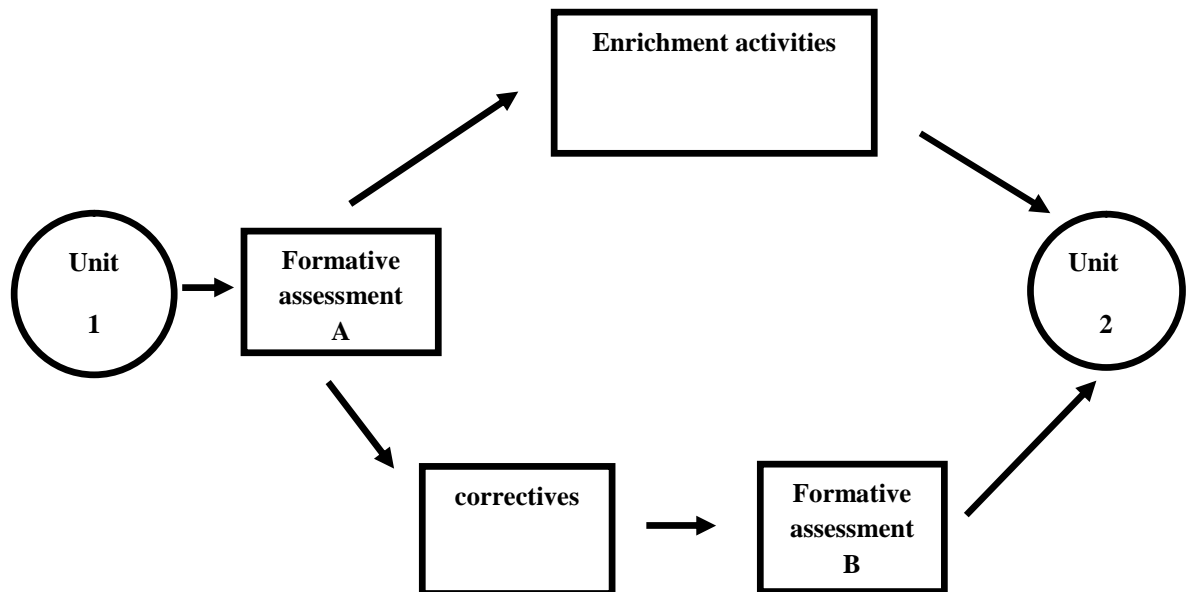 Enrichment activities
Unit
1
Formative
assessment
A
Unit
2
correctives
Formative
assessment
B